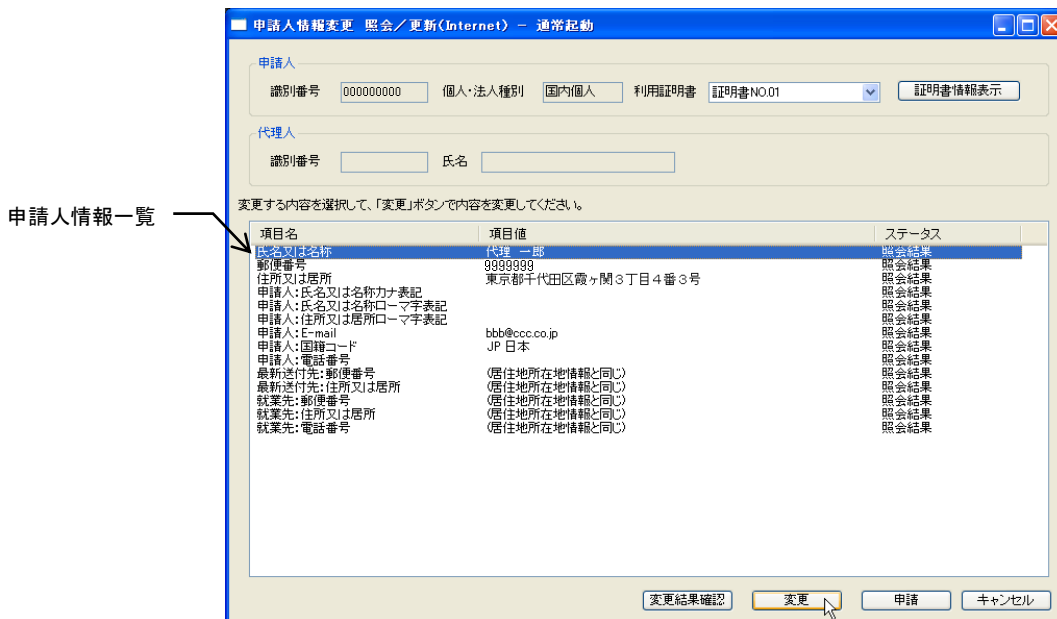 申請人情報変更 照会／更新(Internet) － 通常起動
申請人
識別番号 000000000 個人・法人種別 国内個人 利用証明書 証明書NO.01 証明書情報表示
代理人
識別番号 氏名
変更する内容を選択して、「変更」ボタンで内容を変更してください。
申請人情報一覧
項目名 項目値 ステータス
氏名又は名称 代理 一郎 照会結果
郵便番号 9999999 照会結果
住所又は居所 東京都千代田区霞ヶ関３丁目４番３号 照会結果
申請人:氏名又は名称カナ表記 照会結果
申請人:氏名又は名称ローマ字表記 照会結果
申請人:住所又は居所ローマ字表記 照会結果
申請人:E-mail bbb@ccc.co.jp 照会結果
申請人:国籍コード JP 日本 照会結果
申請人:電話番号 照会結果
最新送付先:郵便番号 (居住地所在地情報と同じ) 照会結果
最新送付先:住所又は居所 (居住地所在地情報と同じ) 照会結果
就業先:郵便番号 (居住地所在地情報と同じ) 照会結果
就業先:住所又は居所 (居住地所在地情報と同じ) 照会結果
就業先:電話番号 (居住地所在地情報と同じ) 照会結果
変更結果確認 変更 申請 キャンセル